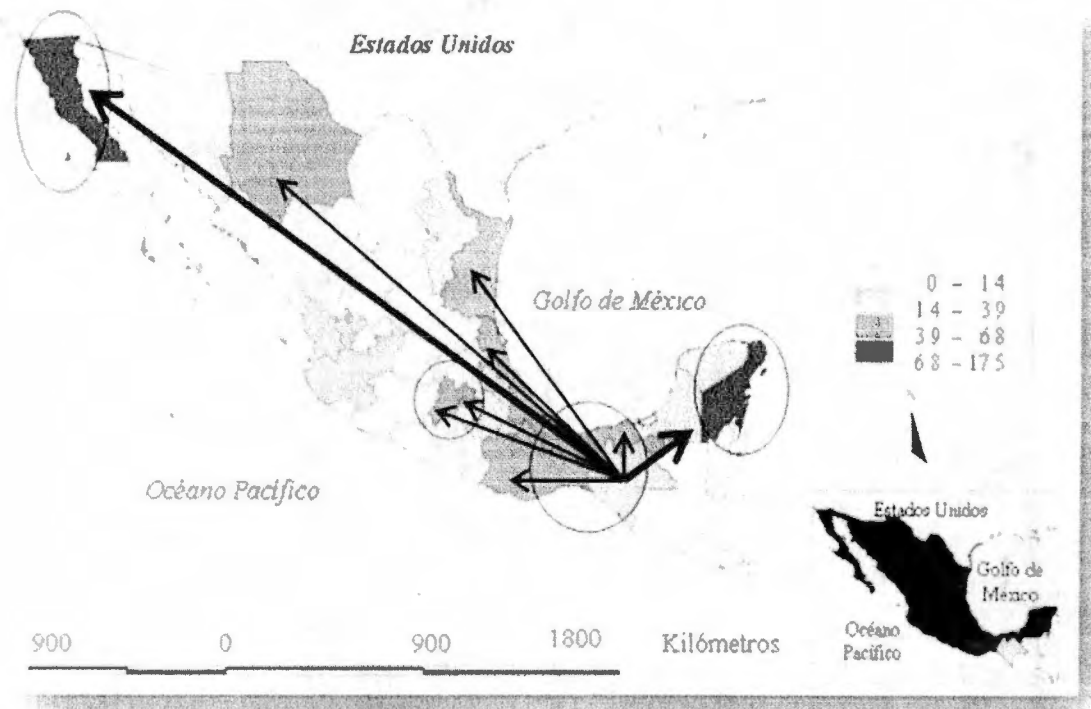 Estados Unidos
Golfo de México
0 - 14
14 - 39
39 - 68
68 - 175
Océano Pacífico
Estados Unidos
Golfo de
México
Océano
Pacífico
900 0 900 1800 Kilómetros